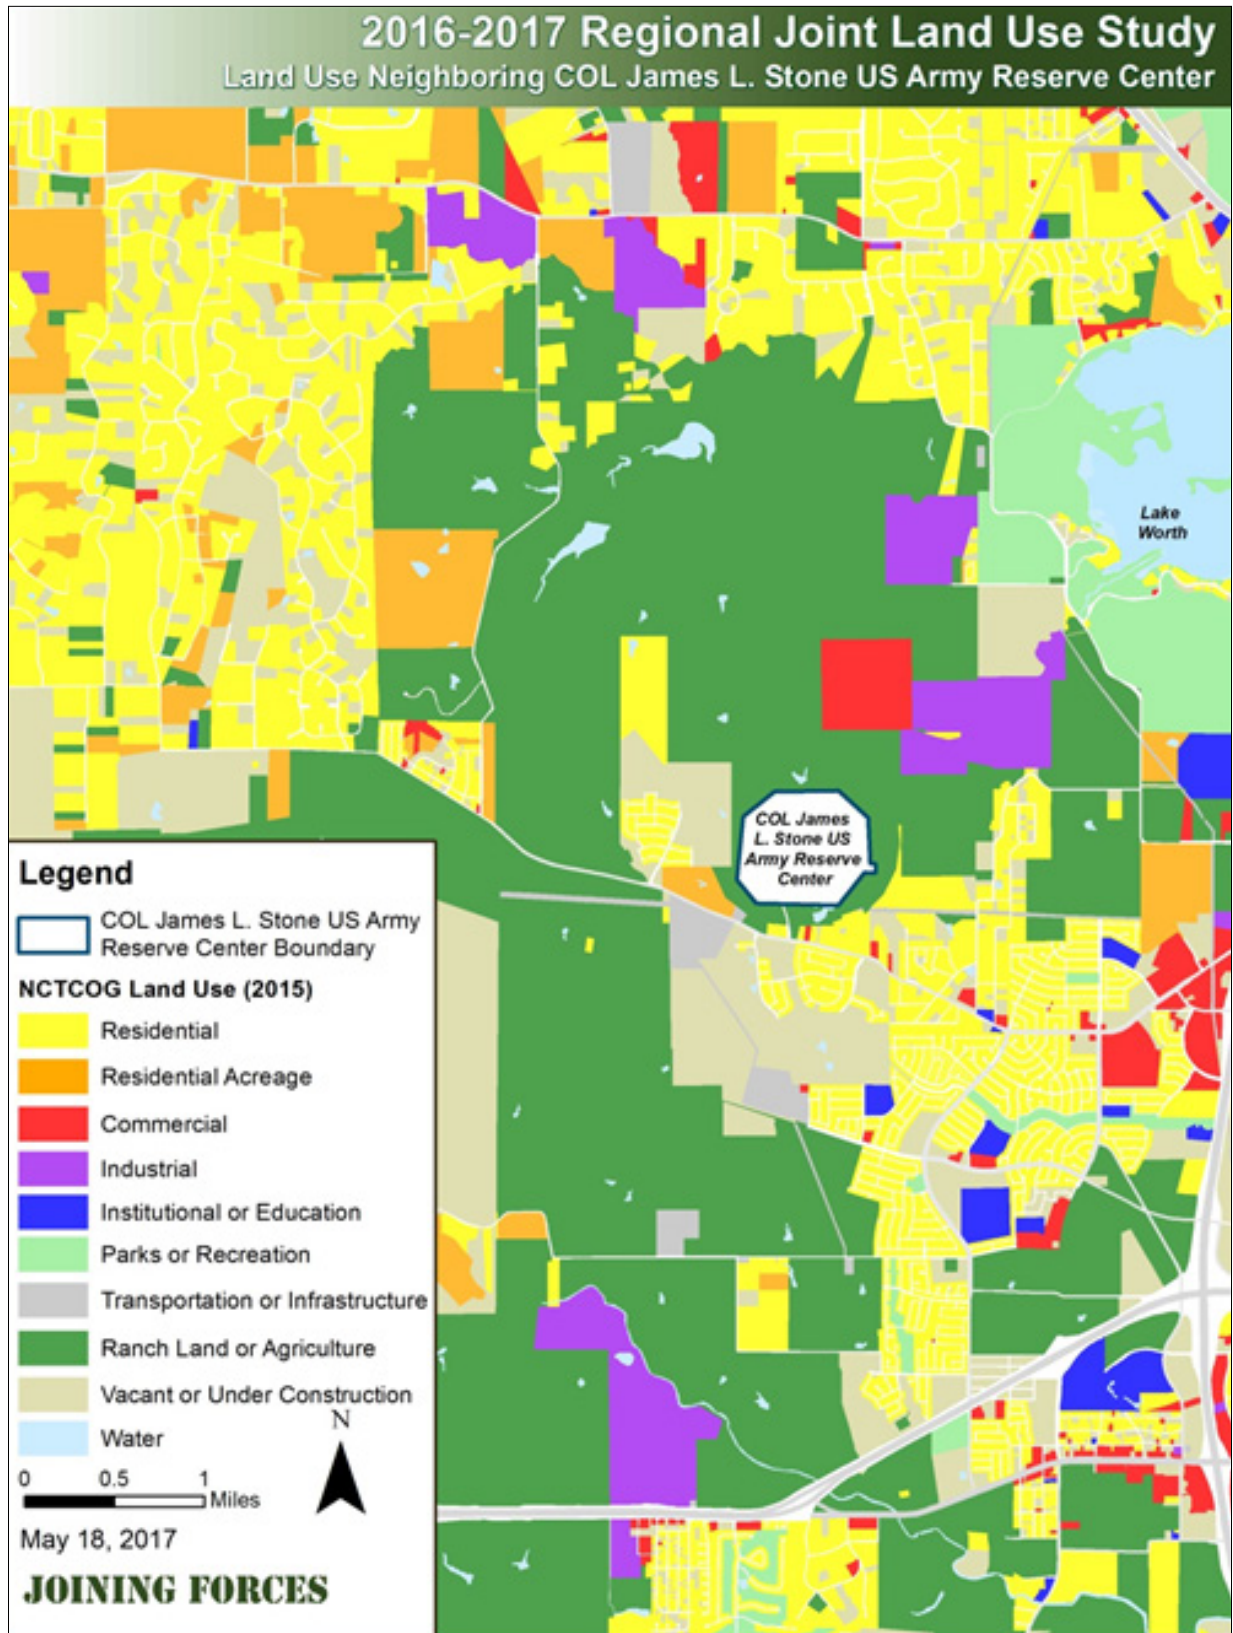 2016-2017 Regional Joint Land Use Study
Land Use Neighboring COL James L. Stone US Army Reserve Center
Lake
Worth
COL James
L. Stone US
Army Reserve
Center
Legend
COL James L. Stone US Army
Reserve Center Boundary
NCTCOG Land Use (2015)
Residential
Residential Acreage
Commercial
Industrial
Institutional or Education
Parks or Recreation
Transportation or Infrastructure
Ranch Land or Agriculture
Vacant or Under Construction
Water
N
0 0.5 1
Miles
May 18, 2017
JOINING FORCES